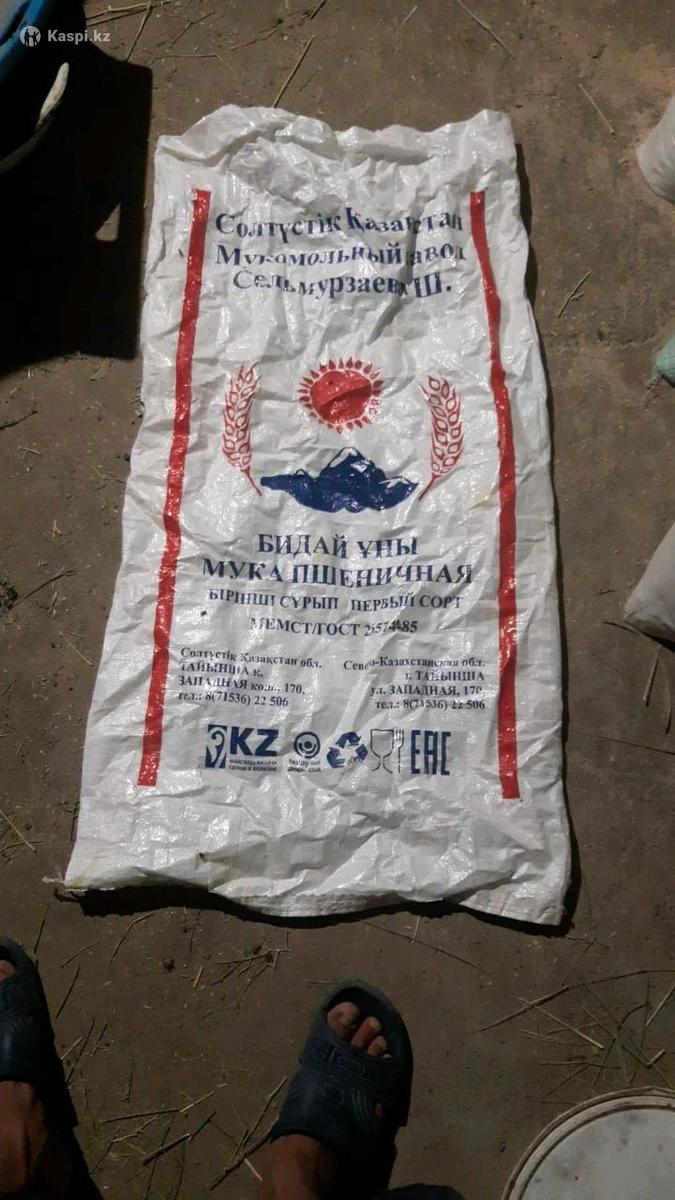 Kaspi.kz
Солтүстік Қазақстан
Мукомольный завод
Сельмурзаева Ш.
БИДАЙ ҰНЫ
МУКА ПШЕНИЧНАЯ
БІРІНШІ СҰРЫП ПЕРВЫЙ СОРТ
МЕМСТ/ГОСТ 26574-85
Солтүстік Қазақстан обл.
ТАЙЫНША қ.
ЗАПАДНАЯ көш., 170,
тел.: 8(71536) 22 506
Северо-Казахстанская обл.
г. ТАЙЫНША
ул. ЗАПАДНАЯ, 170,
тел.: 8(71536) 22 506
KZ
ЕАС